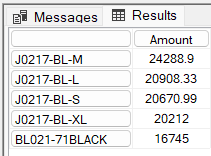 Messages Results
Amount
J0217-BL-M 24288.9
J0217-BL-L 20908.33
J0217-BL-S 20670.99
J0217-BL-XL 20212
BL021-71BLACK 16745